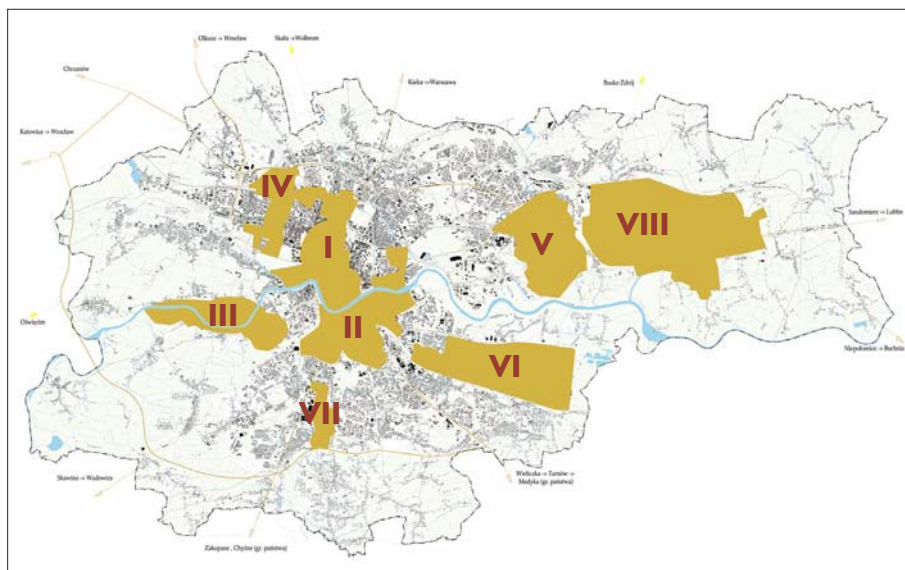 Olkusz -> Wrocław
Skała ->Wolbrom
Chrzanów
Kielce ->Warszawa
Busko Zdrój
Katowice -> Wrocław
IV
VIII
Sandomierz -> Lublin
I
V
III
Oświęcim
II
Niepołomice -> Bochnia
VI
VII
Skawina -> Wadowice
Wieliczka -> Tarnów ->
Medyka (gr. państwa)
Zakopane , Chyżne (gr. państwa)